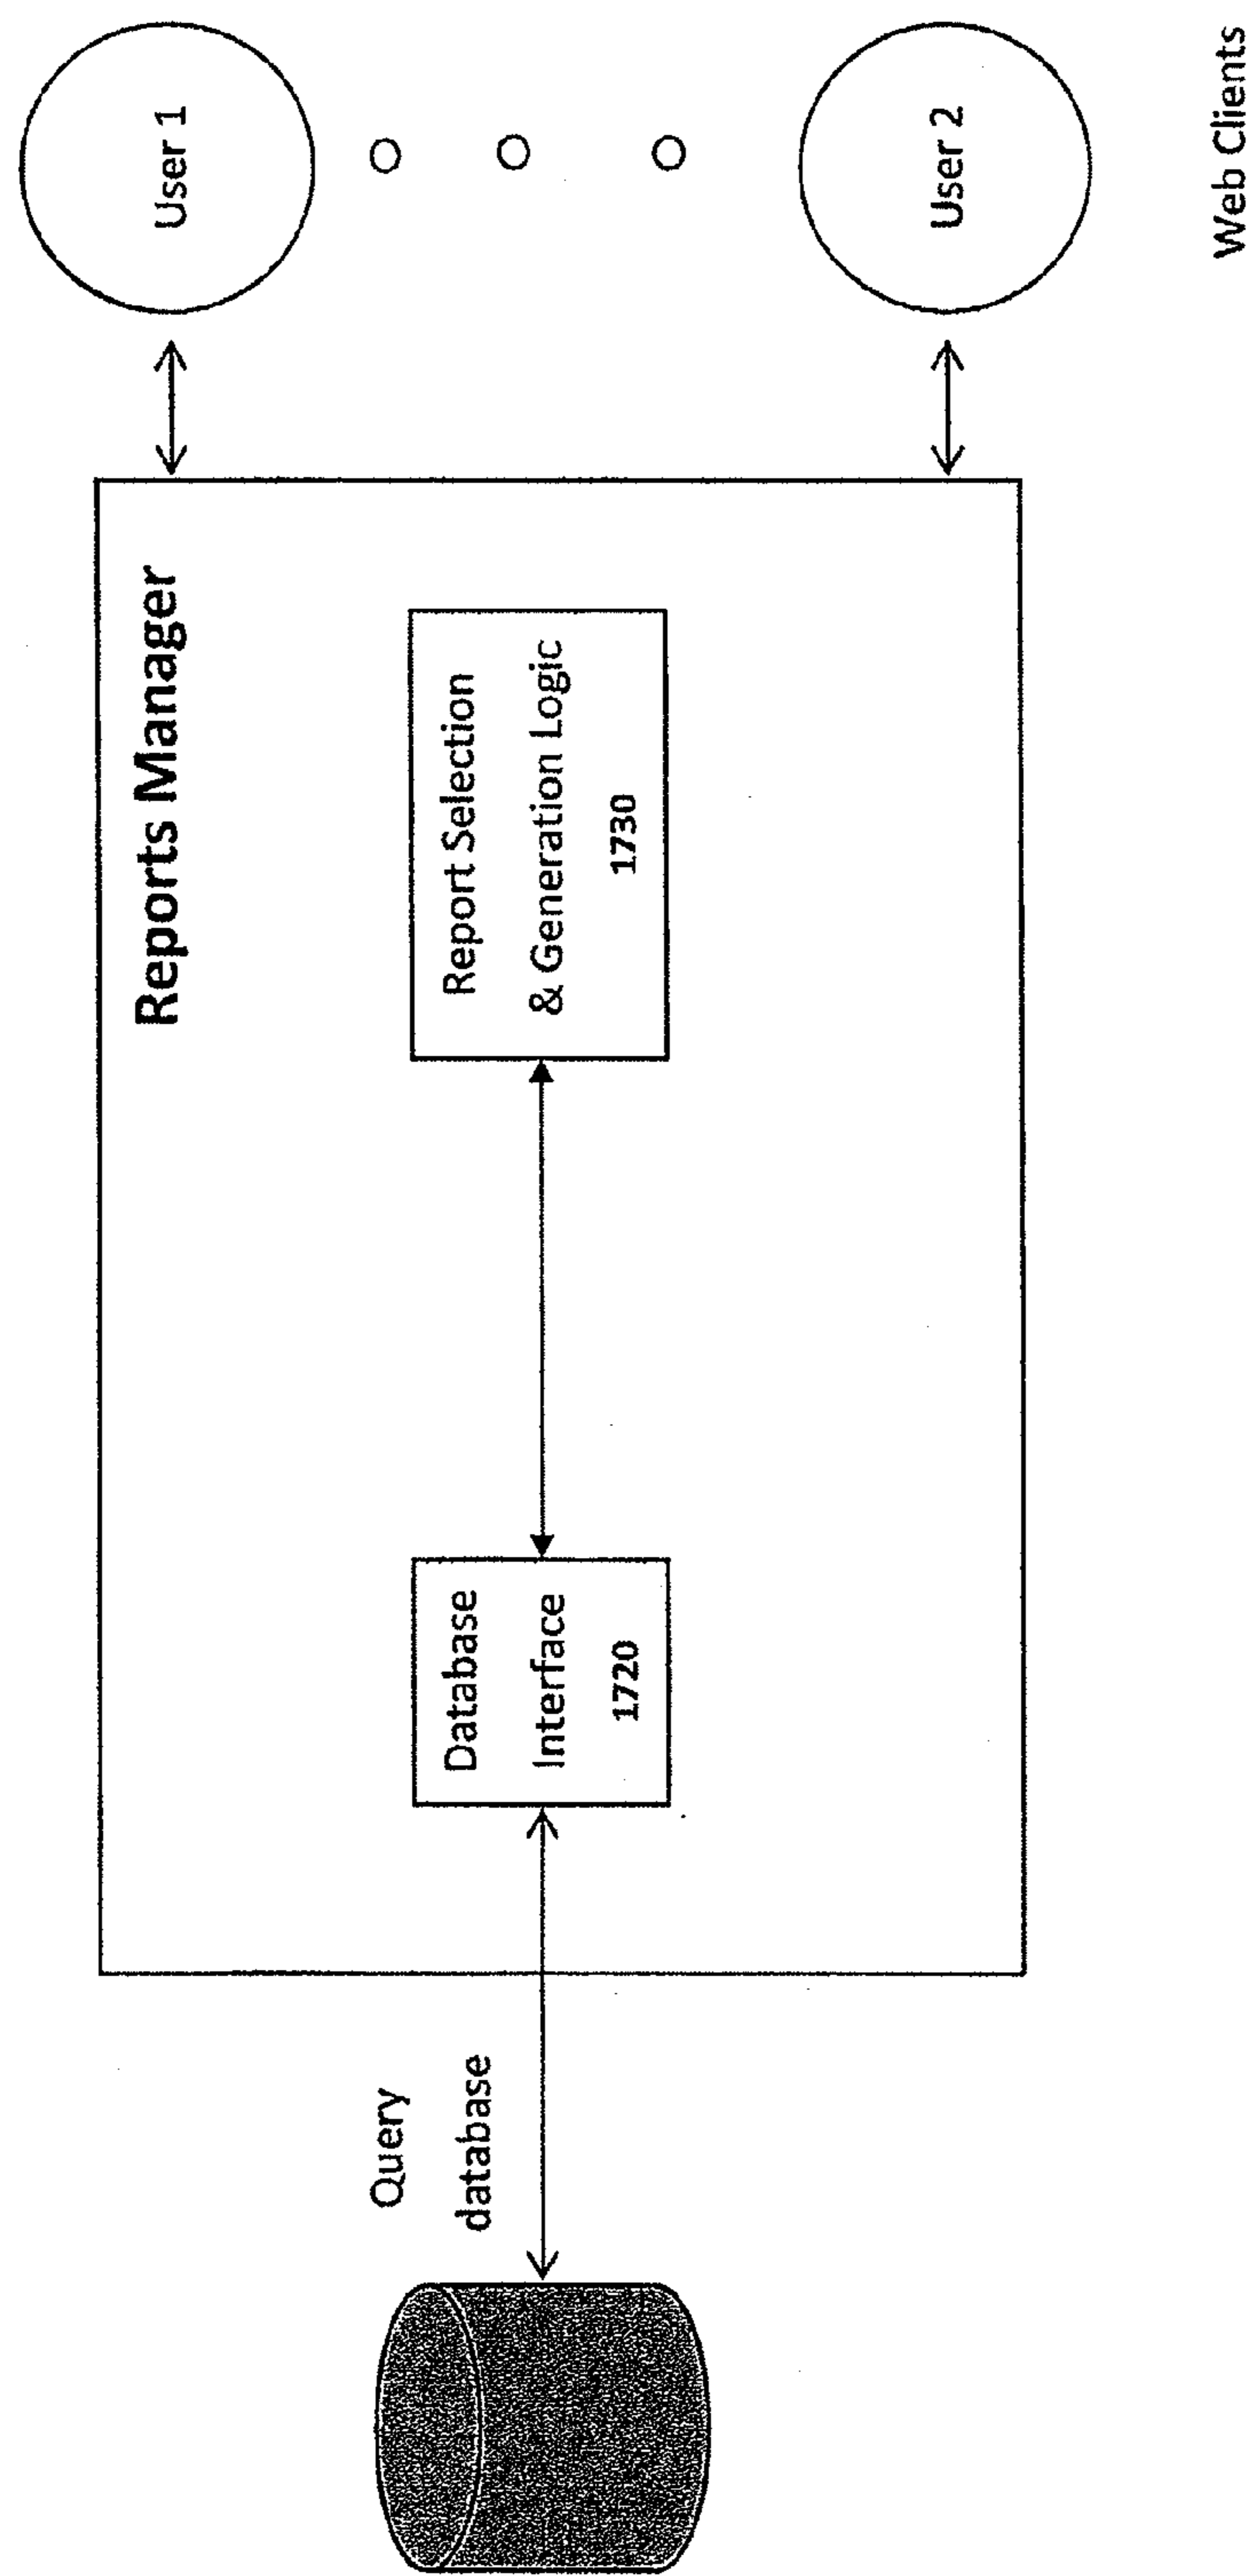 Reports Manager
Query
database
Database
Interface
1720
Report Selection
& Generation Logic
1730
User 1
User 2
Web Clients